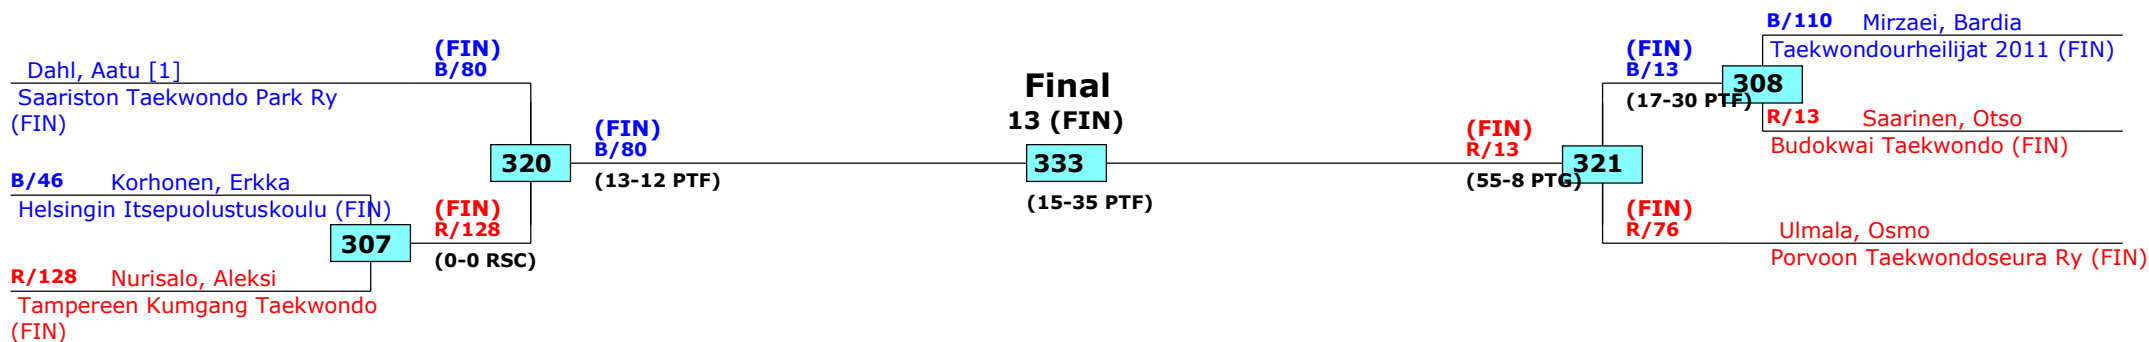 Dahl, Aatu [1]
Saariston Taekwondo Park Ry
(FIN)
B/46 Korhonen, Erkka
Helsingin Itsepuolustuskoulu (FIN)
307
R/128 Nurisalo, Aleksi
Tampereen Kumgang Taekwondo
(FIN)
(FIN)
B/80
320
(FIN)
R/128
(0-0 RSC)
(FIN)
B/80
(13-12 PTF)
Final
13 (FIN)
333
(15-35 PTF)
(FIN)
R/13
(55-8 PTG)
321
(FIN)
B/13
(17-30 PTF)
(FIN)
R/76
B/110 Mirzaei, Bardia
Taekwondourheilijat 2011 (FIN)
308
R/13 Saarinen, Otso
Budokwai Taekwondo (FIN)
Ulmala, Osmo
Porvoon Taekwondoseura Ry (FIN)